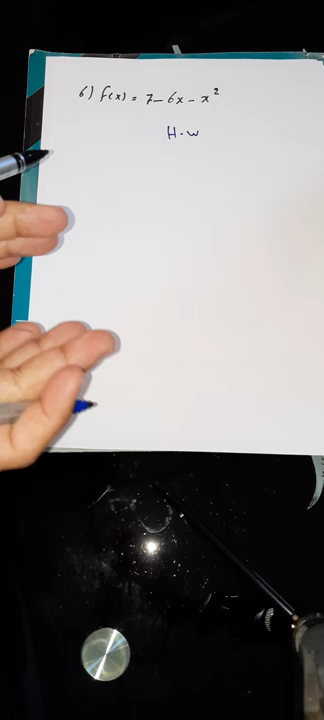 6) f(x) = 7 - 6x - x²
H.w